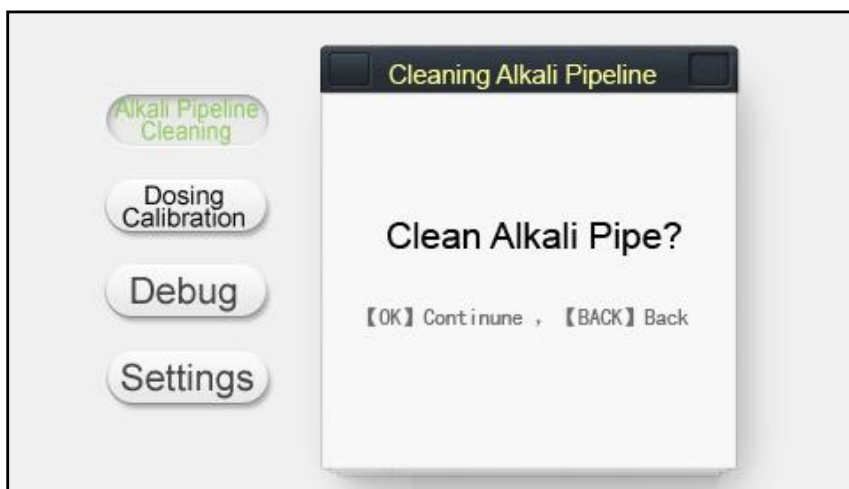 Alkali Pipeline
Cleaning
Dosing
Calibration
Debug
Settings
Cleaning Alkali Pipeline
Clean Alkali Pipe?
【OK】Continune ，【BACK】Back